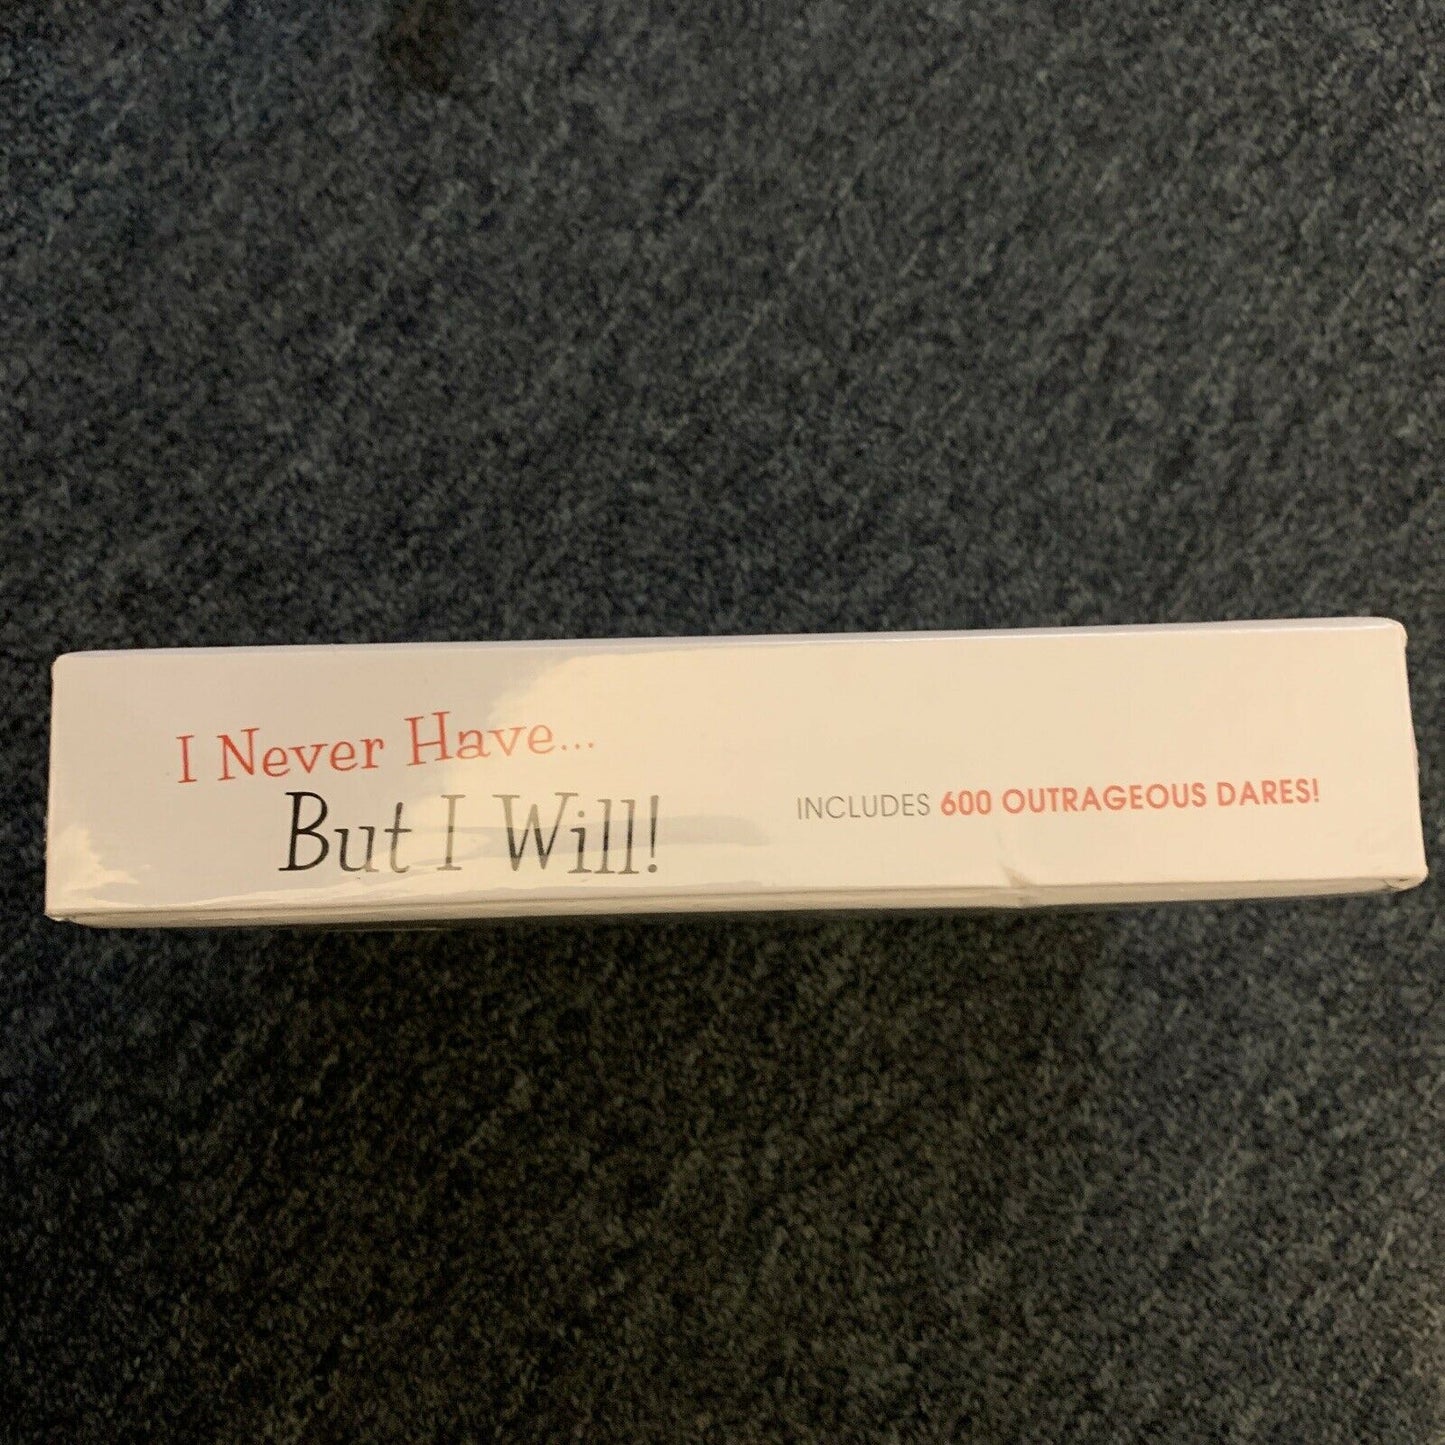 I Never Have...
But I Will!
INCLUDES 600 OUTRAGEOUS DARES!